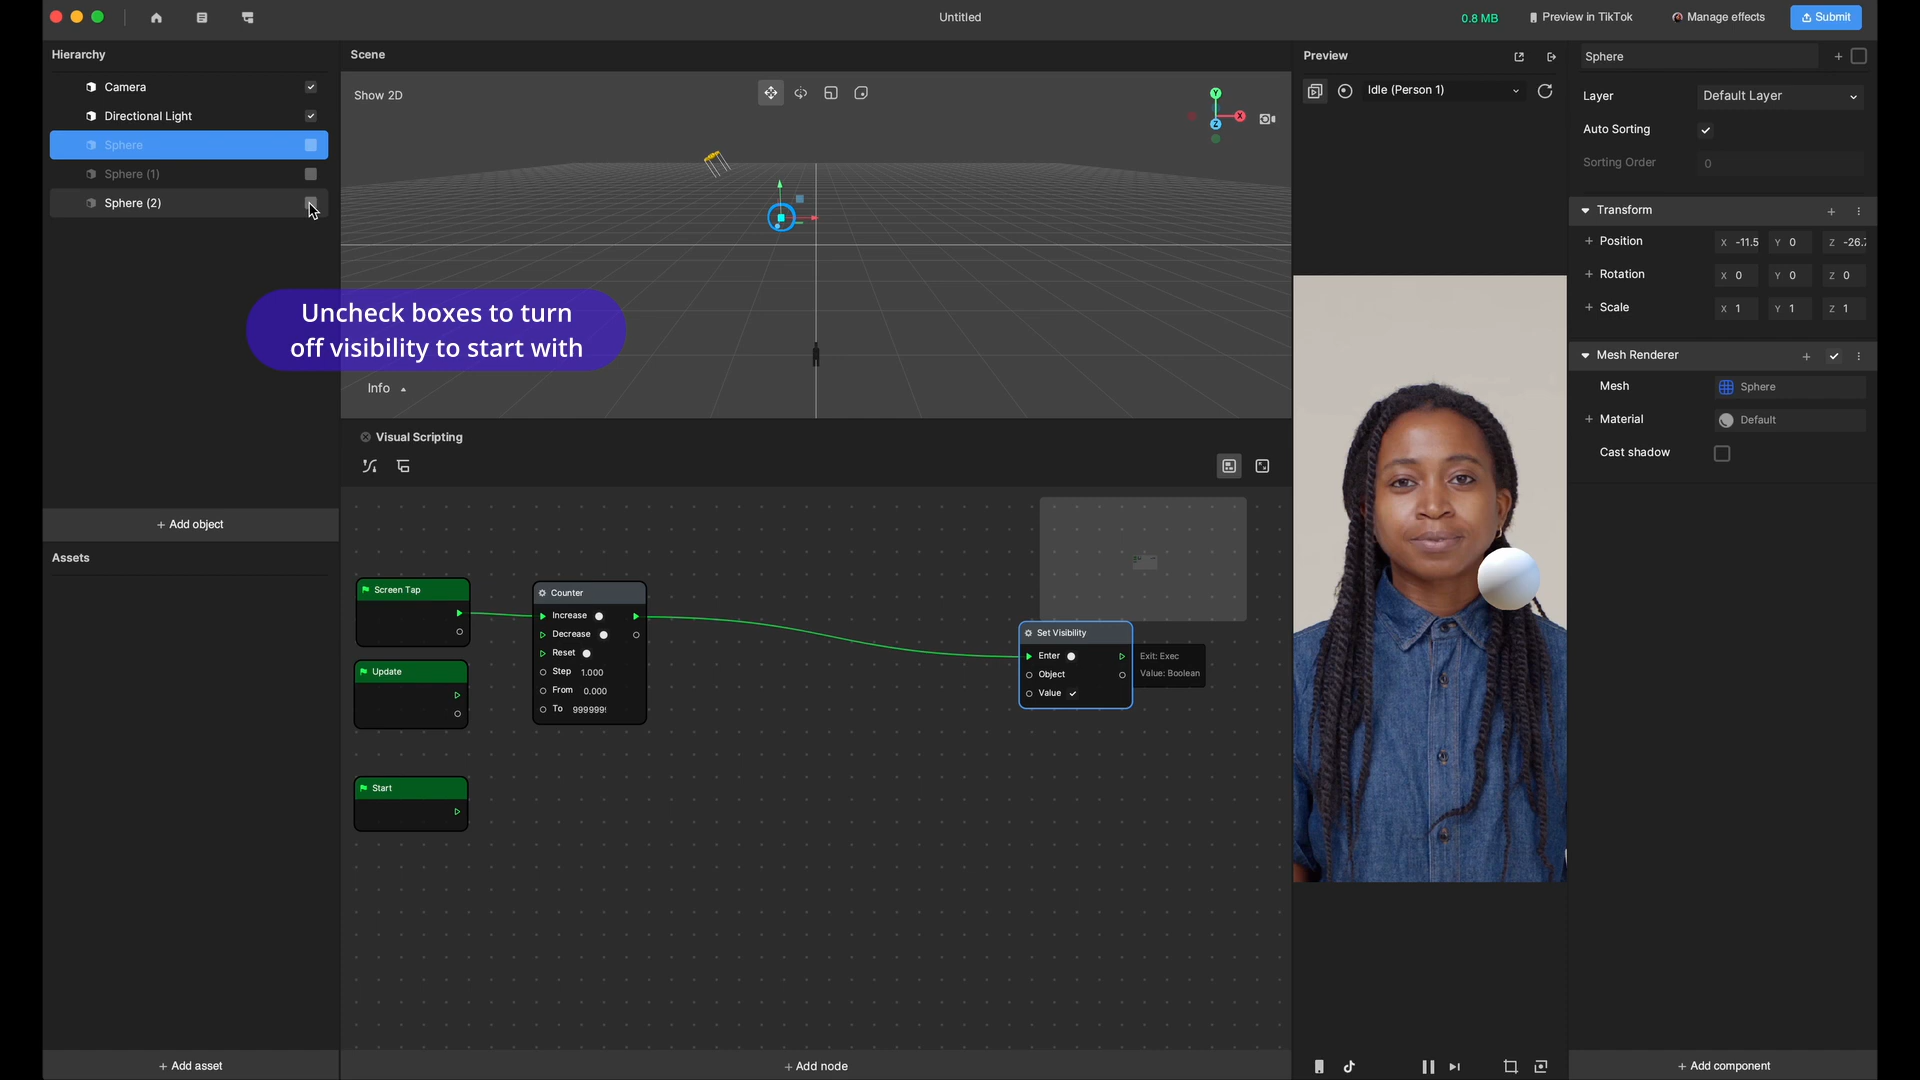 Untitled
0.8 MB
Preview in TikTok
Manage effects
Submit
Hierarchy
Camera
Directional Light
Sphere
Sphere (1)
Sphere (2)
Uncheck boxes to turn
off visibility to start with
+ Add object
Assets
+ Add asset
Scene
Show 2D
Y
X
Z
Info
Visual Scripting
Screen Tap
Update
Start
Counter
Increase
Decrease
Reset
Step 1.000
From 0.000
To 999999
Set Visibility
Enter
Object
Value
Exit: Exec
Value: Boolean
+ Add node
Preview
Idle (Person 1)
Sphere
Layer Default Layer
Auto Sorting
Sorting Order 0
Transform
Position X -11.5 Y 0 Z -26.
Rotation X 0 Y 0 Z 0
Scale X 1 Y 1 Z 1
Mesh Renderer
Mesh Sphere
Material Default
Cast shadow
+ Add component